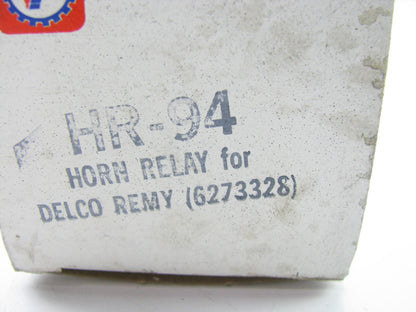 HR-94
HORN RELAY for
DELCO REMY (6273328)